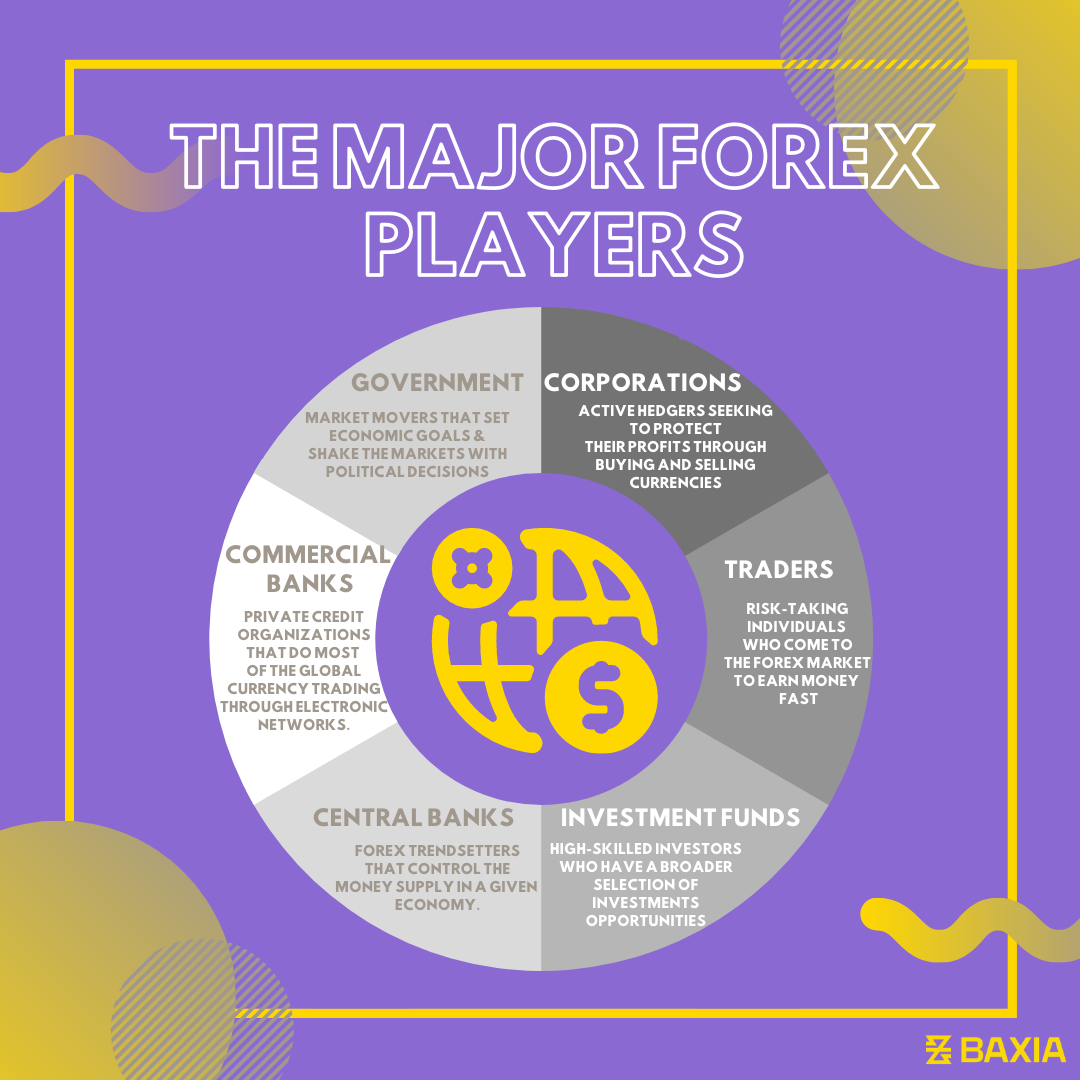 THE MAJOR FOREX
PLAYERS
GOVERNMENT
MARKET MOVERS THAT SET
ECONOMIC GOALS &
SHAKE THE MARKETS WITH
POLITICAL DECISIONS
CORPORATIONS
ACTIVE HEDGERS SEEKING
TO PROTECT
THEIR PROFITS THROUGH
BUYING AND SELLING
CURRENCIES
COMMERCIAL
BANKS
PRIVATE CREDIT
ORGANIZATIONS
THAT DO MOST
OF THE GLOBAL
CURRENCY TRADING
THROUGH ELECTRONIC
NETWORKS.
TRADERS
RISK-TAKING
INDIVIDUALS
WHO COME TO
THE FOREX MARKET
TO EARN MONEY
FAST
CENTRAL BANKS
FOREX TRENDSETTERS
THAT CONTROL THE
MONEY SUPPLY IN A GIVEN
ECONOMY.
INVESTMENT FUNDS
HIGH-SKILLED INVESTORS
WHO HAVE A BROADER
SELECTION OF
INVESTMENTS
OPPORTUNITIES
$
BAXIA